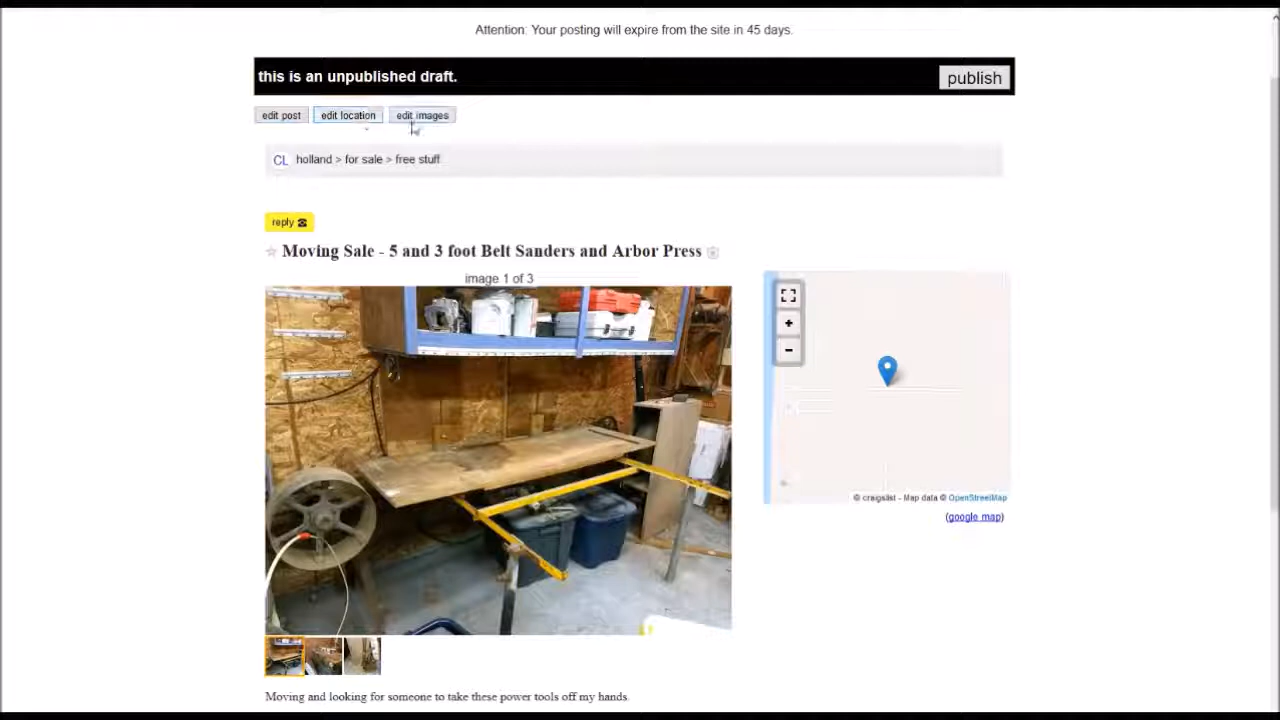 Attention: Your posting will expire from the site in 45 days.
this is an unpublished draft.
publish
edit post
edit location
edit images
CL holland > for sale > free stuff
reply ☎
☆ Moving Sale - 5 and 3 foot Belt Sanders and Arbor Press
image 1 of 3
+
-
© craigslist - Map data © OpenStreetMap
(google map)
Moving and looking for someone to take these power tools off my hands.